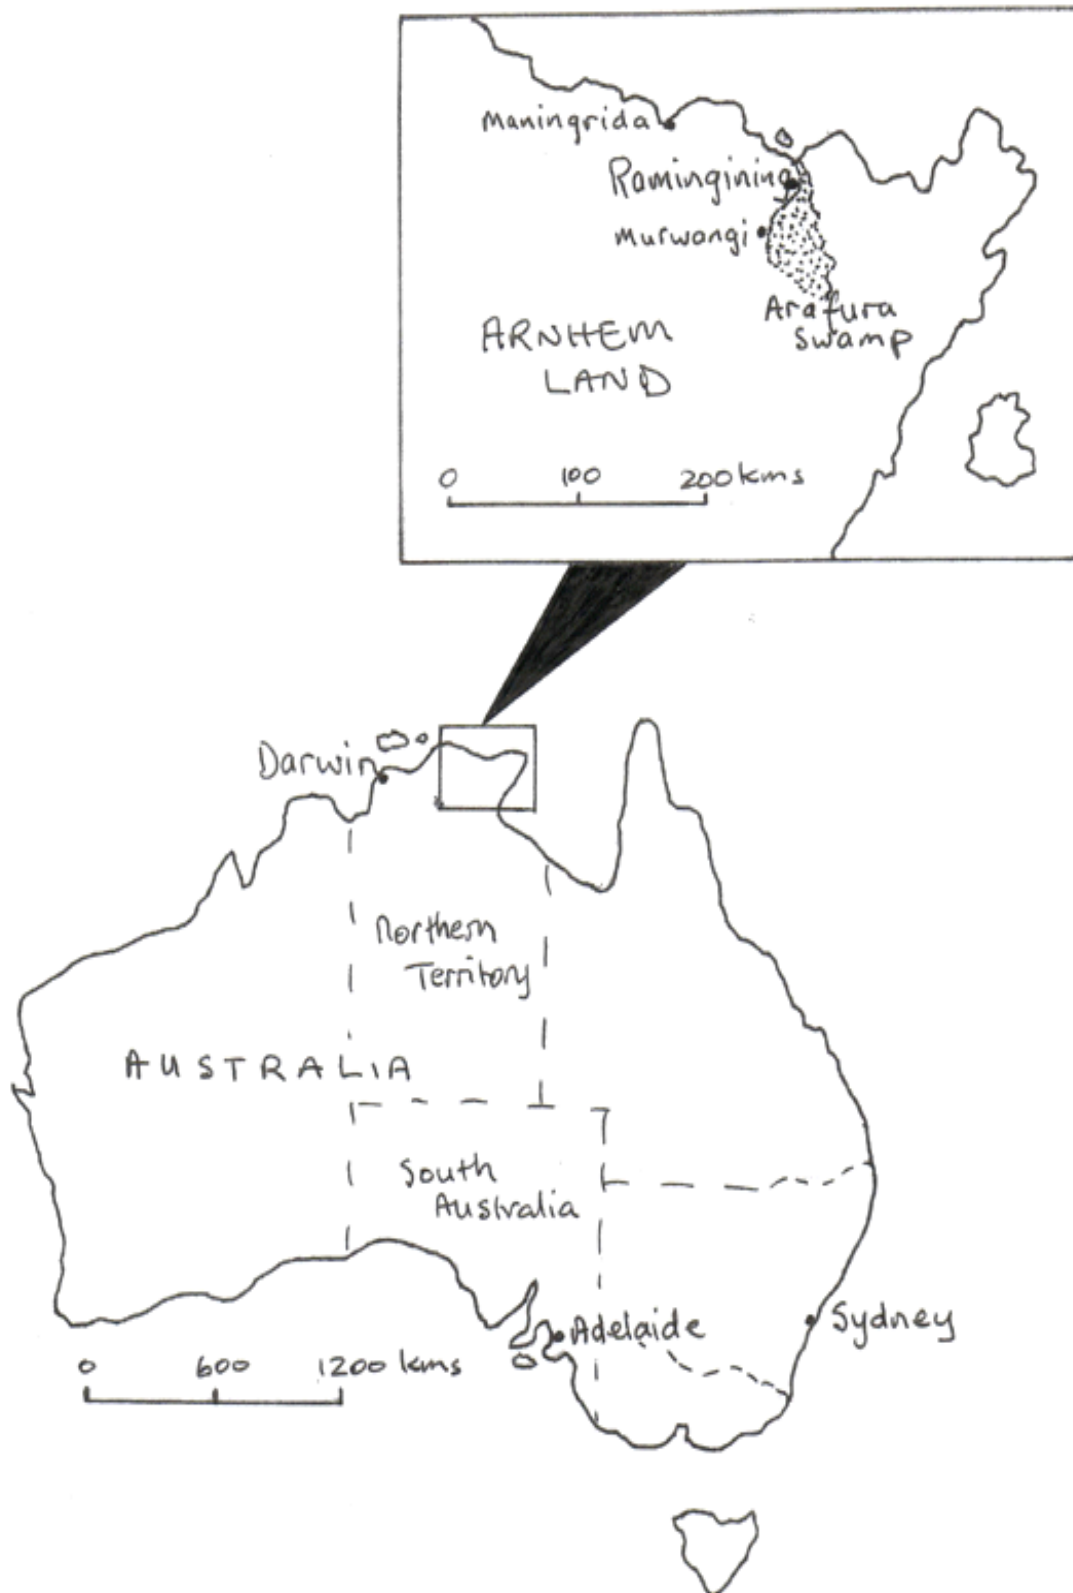 Maningrida
Ramingining
Murwangi
Arafura
Swamp
ARNHEM
LAND
0 100 200 kms
Darwin
Northern
Territory
AUSTRALIA
South
Australia
Adelaide
Sydney
0 600 1200 kms